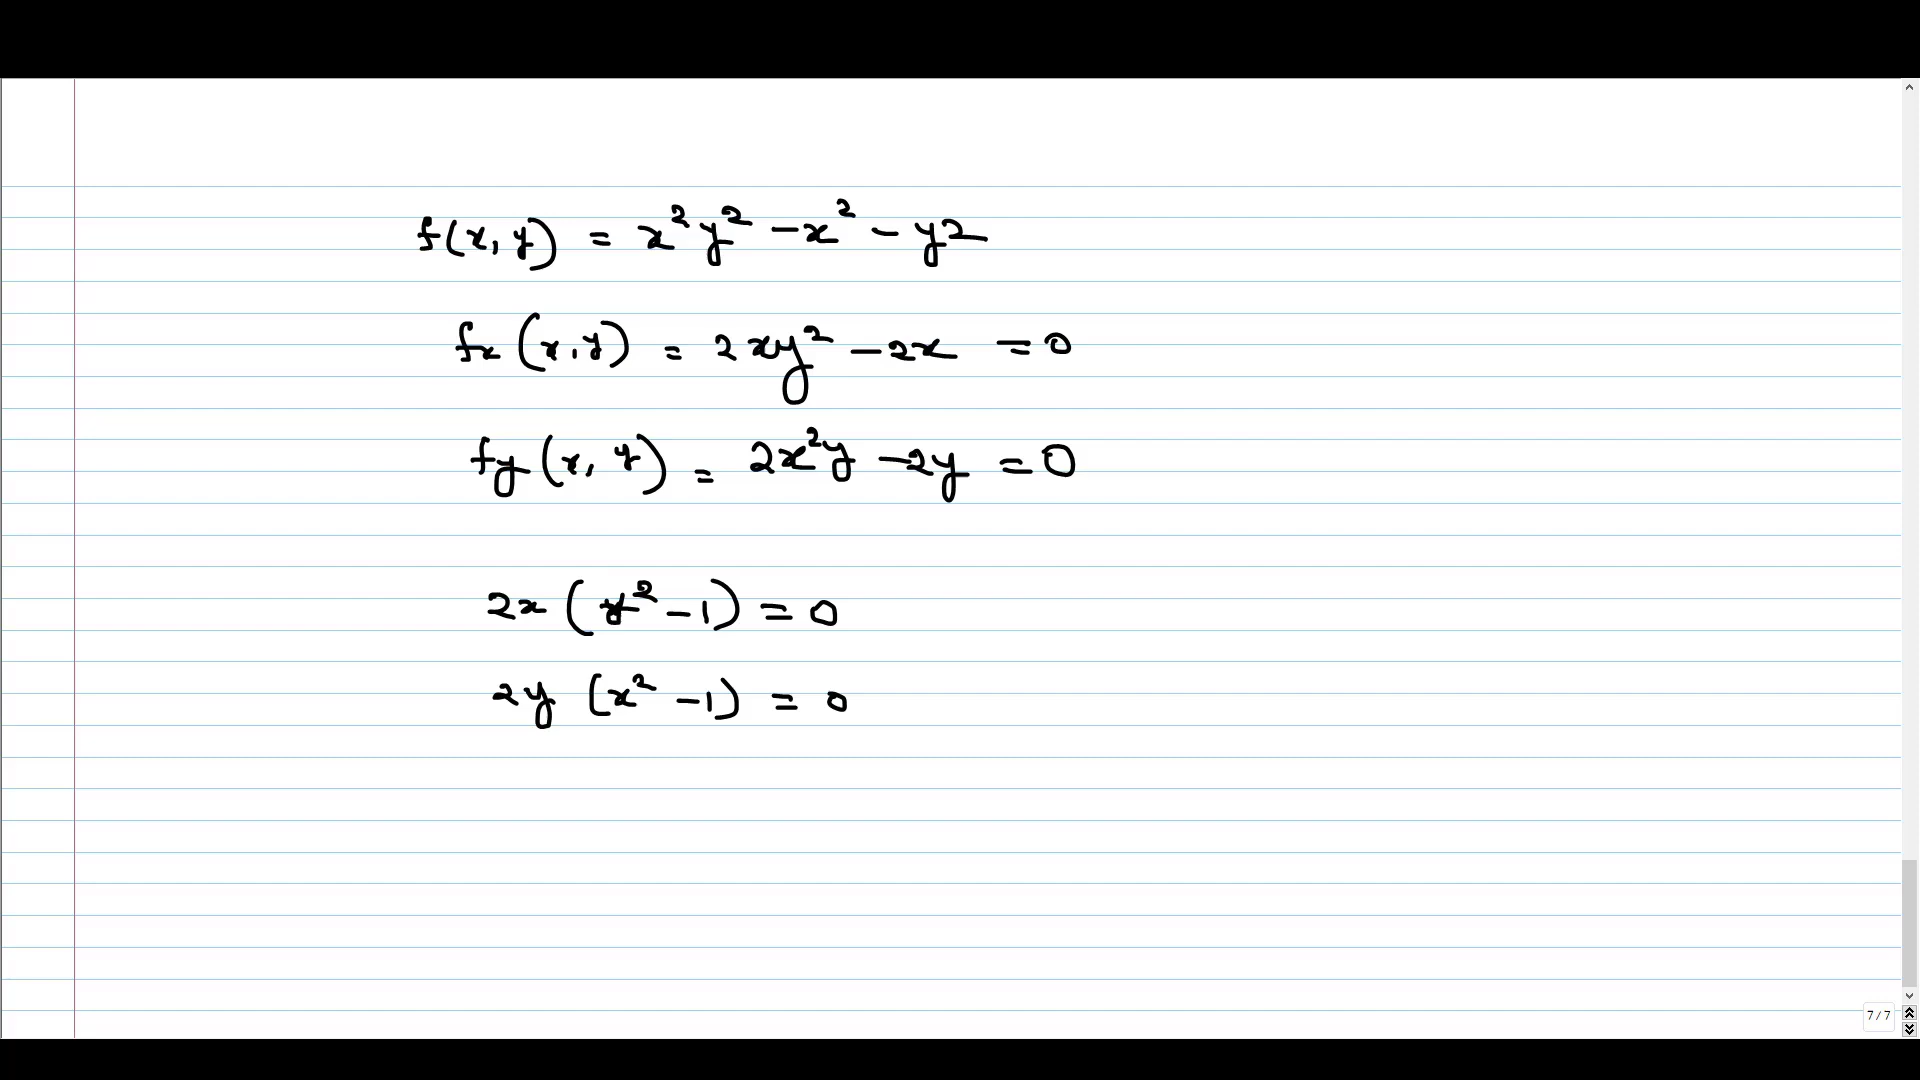 f(x, y) = x²y² - x² - y2
fx (x, y) = 2xy² - 2x = 0
fy (x, y) = 2x²y - 2y = 0
2x (y² - 1) = 0
2y (x² - 1) = 0
7/7